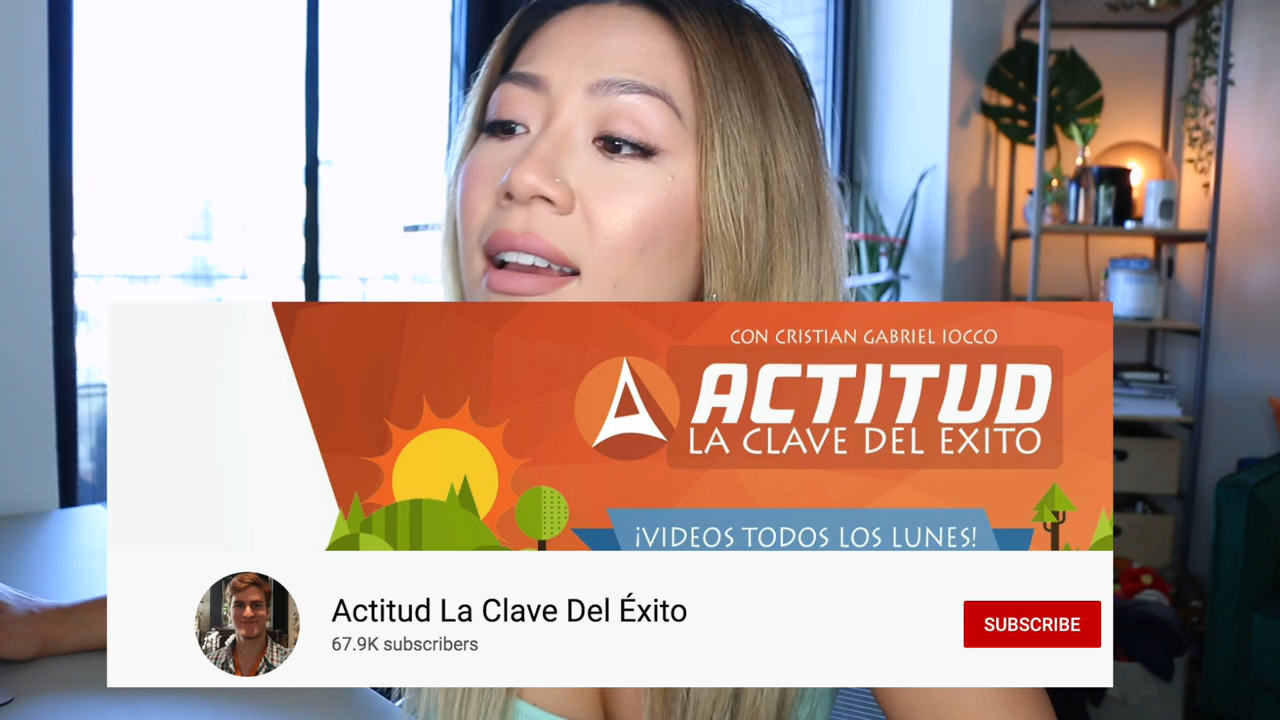 CON CRISTIAN GABRIEL IOCCO
ACTITUD
LA CLAVE DEL EXITO
¡VIDEOS TODOS LOS LUNES!
Actitud La Clave Del Éxito
67.9K subscribers
SUBSCRIBE